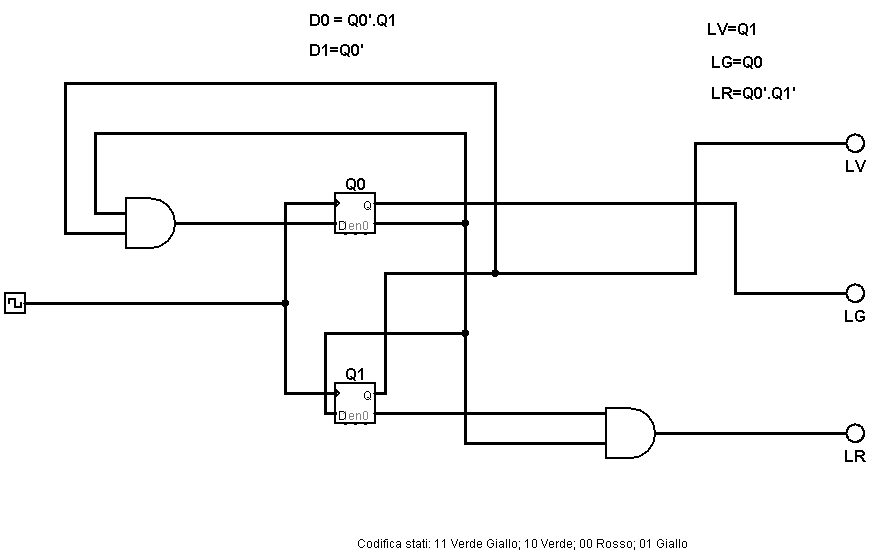 D0 = Q0'.Q1
D1=Q0'
LV=Q1
LG=Q0
LR=Q0'.Q1'
LV
Q0
Q
D en 0
LG
Q1
Q
D en 0
LR
Codifica stati: 11 Verde Giallo; 10 Verde; 00 Rosso; 01 Giallo